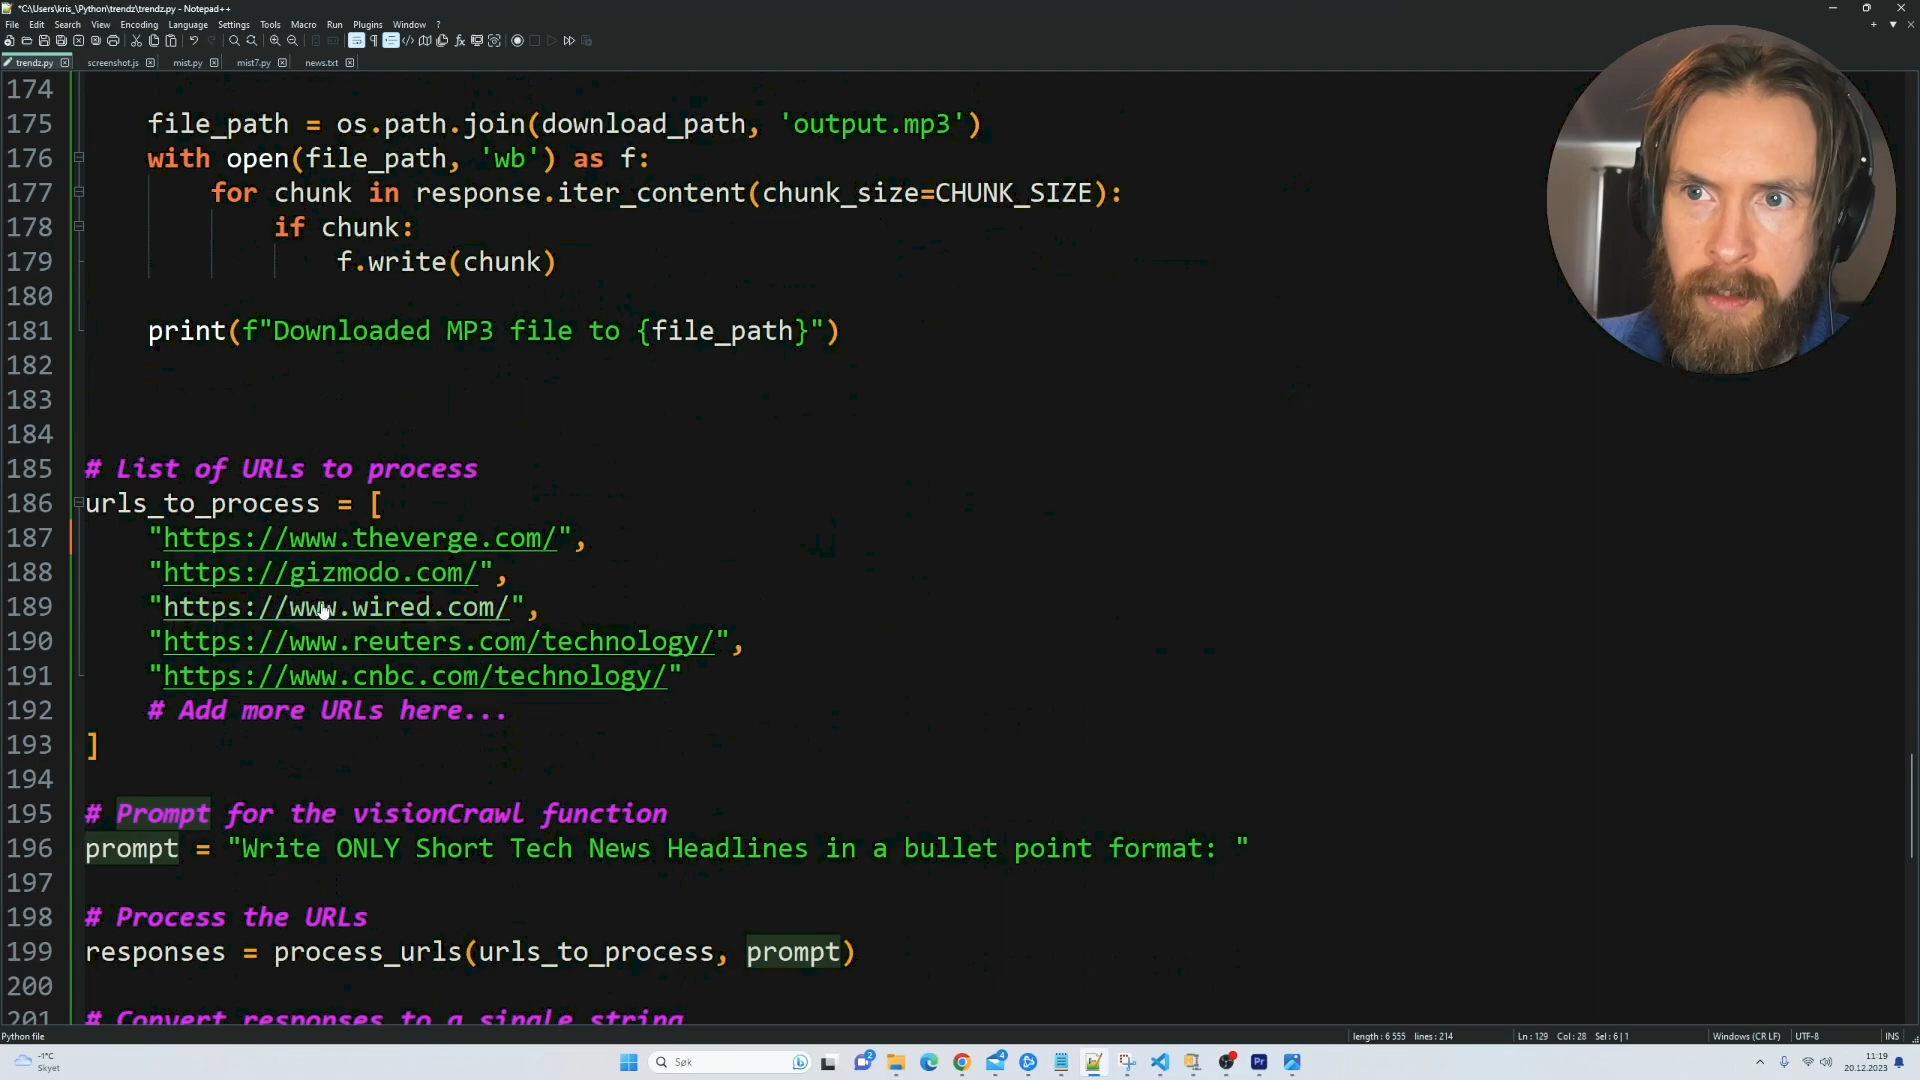 *C:\Users\kris_\Python\trendz\trendz.py - Notepad++
File Edit Search View Encoding Language Settings Tools Macro Run Plugins Window ?
trendz.py screenshot.js mist.py mist7.py news.txt
174
175 file_path = os.path.join(download_path, 'output.mp3')
176 with open(file_path, 'wb') as f:
177 for chunk in response.iter_content(chunk_size=CHUNK_SIZE):
178 if chunk:
179 f.write(chunk)
180
181 print(f"Downloaded MP3 file to {file_path}")
182
183
184
185 # List of URLs to process
186 urls_to_process = [
187 "https://www.theverge.com/",
188 "https://gizmodo.com/",
189 "https://www.wired.com/",
190 "https://www.reuters.com/technology/",
191 "https://www.cnbc.com/technology/"
192 # Add more URLs here...
193 ]
194
195 # Prompt for the visionCrawl function
196 prompt = "Write ONLY Short Tech News Headlines in a bullet point format: "
197
198 # Process the URLs
199 responses = process_urls(urls_to_process, prompt)
200
201 # Convert responses to a single string
Python file length : 6 555 lines : 214 Ln : 129 Col : 28 Sel : 6 | 1 Windows (CR LF) UTF-8 INS
-1°C
Skyet
Søk
2
4
Pr
11:19
20.12.2023